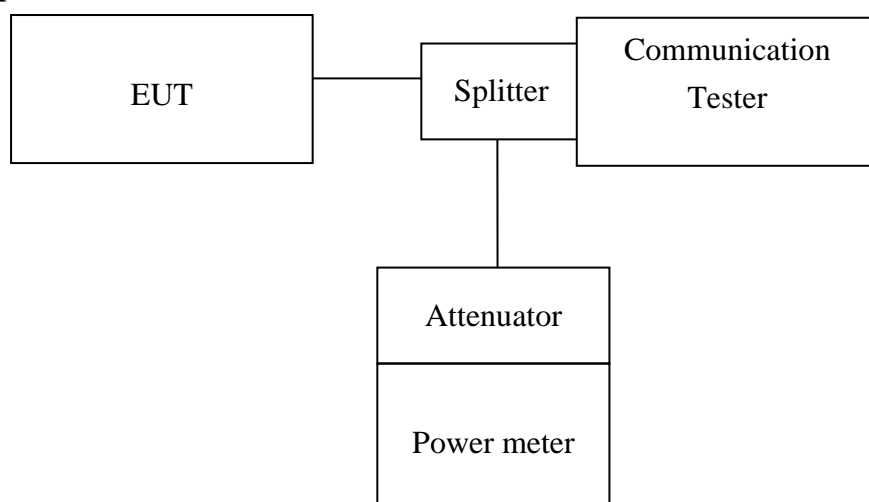 EUT
Splitter
Communication
Tester
Attenuator
Power meter